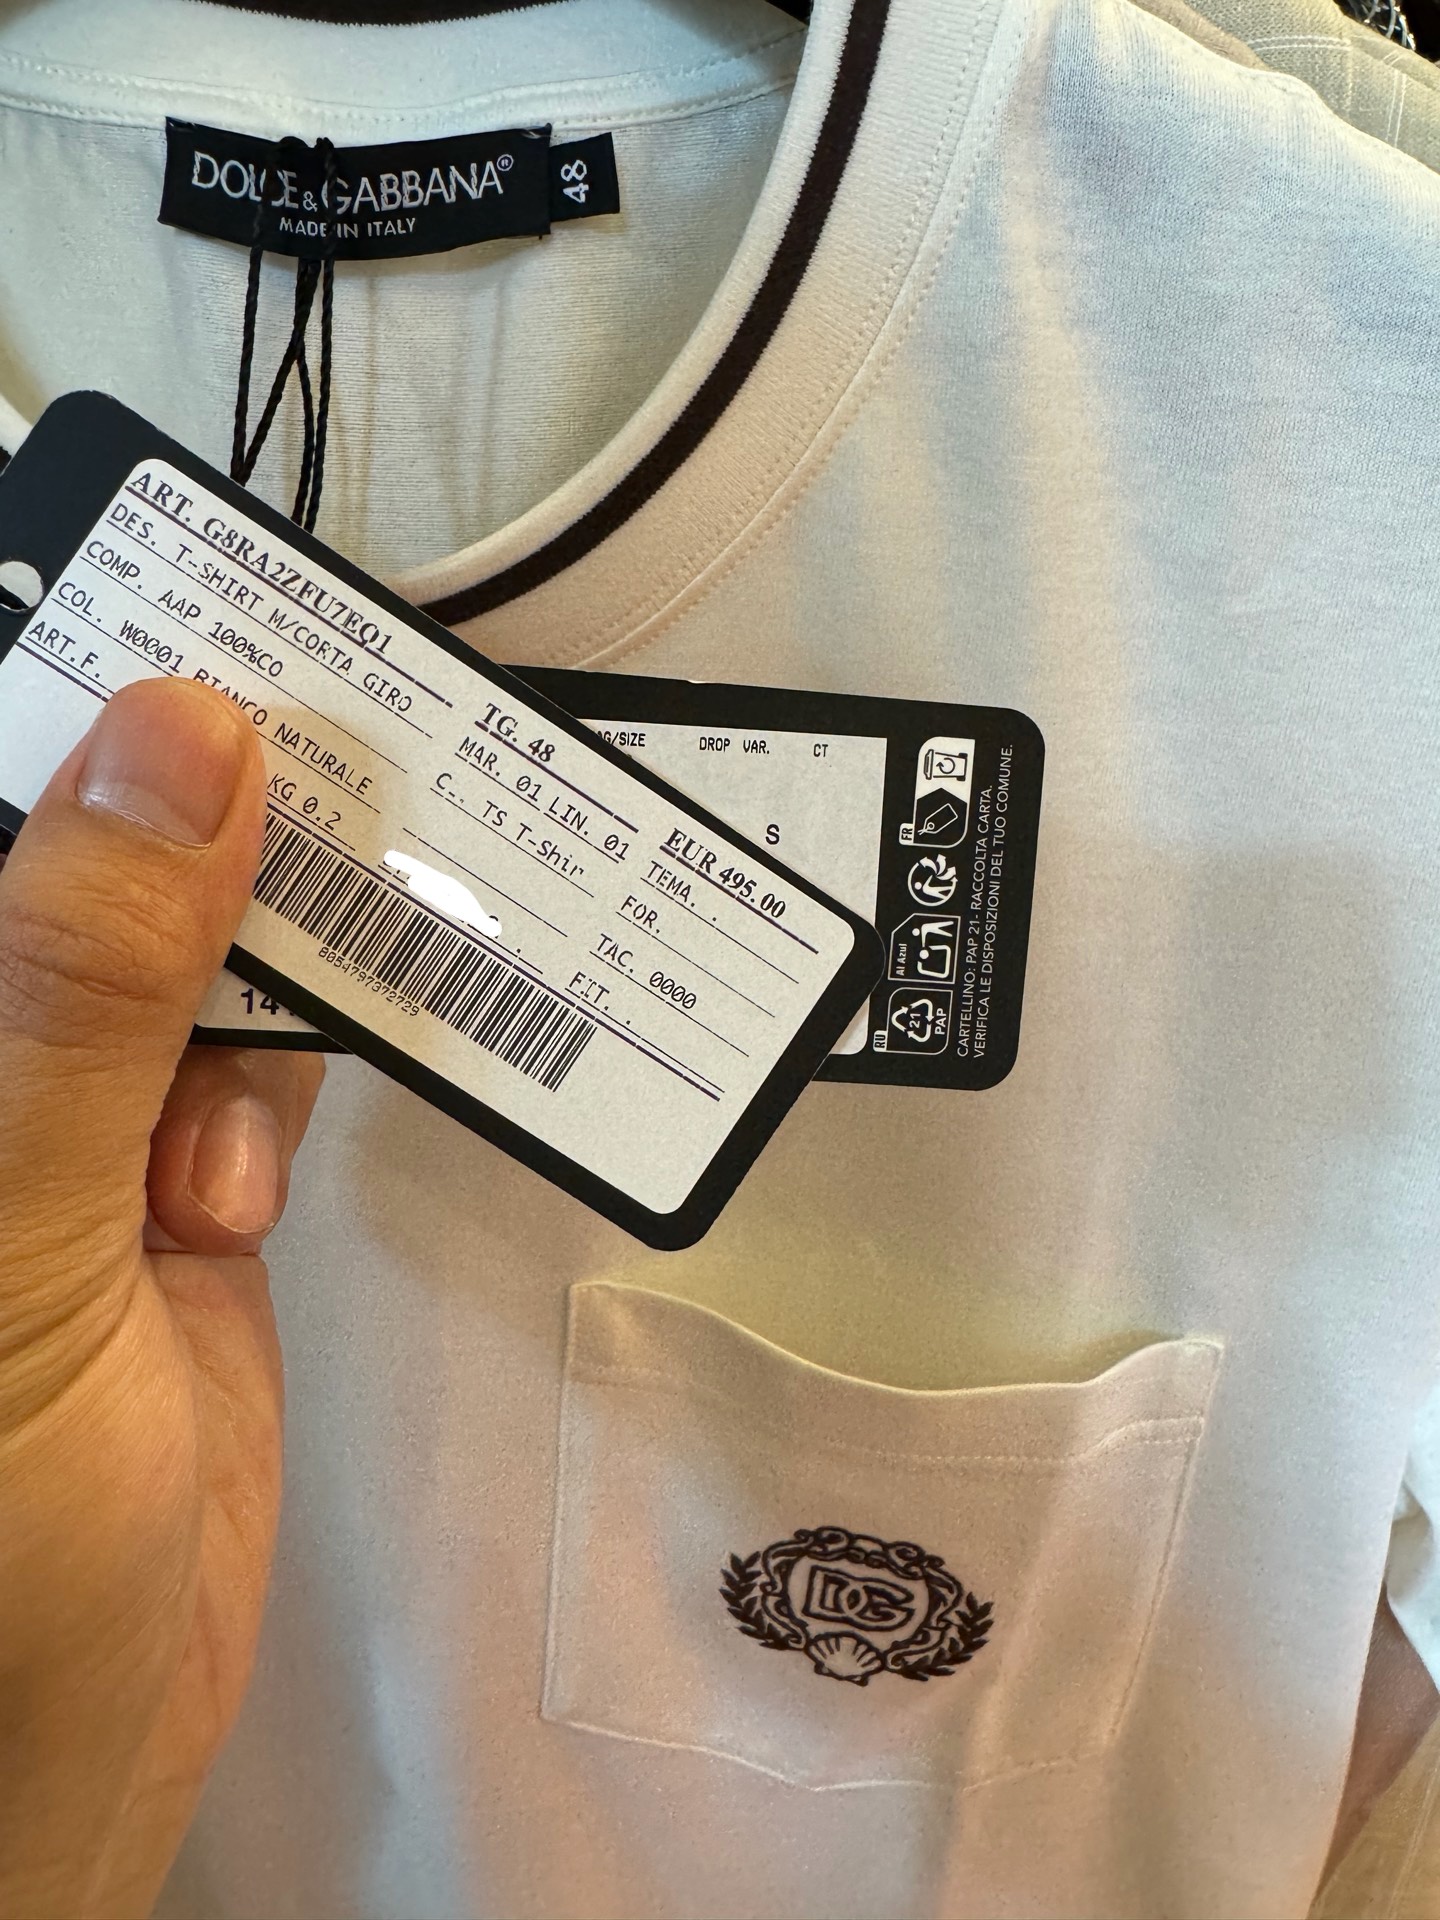 DOLCE&GABBANA®
MADE IN ITALY
48
ART. G8RA2ZFU7EQ1
TG. 48
EUR 495.00
DES. T-SHIRT M/CORTA GIRO
MAR. 01 LIN. 01
TEMA. .
COMP. AAP 100%CO
TS T-Shir
FOR.
COL. W0001 BIANCO NATURALE
TAC. 0000
ART.F.
KG 0.2
FIT. .
8054797372729
/SIZE DROP VAR. CT
S
14
FR
Al Azul
RU
21
PAP
CARTELLINO: PAP 21- RACCOLTA CARTA.
VERIFICA LE DISPOSIZIONI DEL TUO COMUNE.
DG